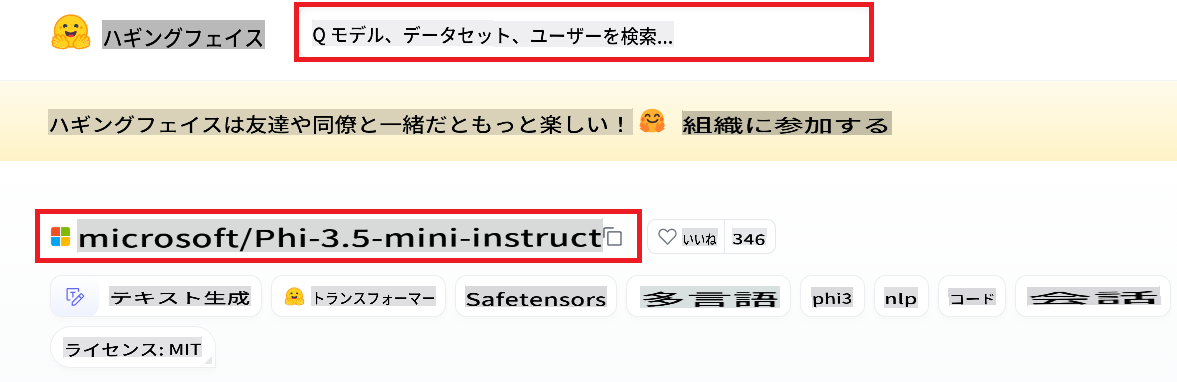 ハギングフェイス
Q モデル、データセット、ユーザーを検索...
ハギングフェイスは友達や同僚と一緒だともっと楽しい！ 組織に参加する
microsoft/Phi-3.5-mini-instruct いいね 346
テキスト生成 トランスフォーマー Safetensors 多言語 phi3 nlp コード 会話
ライセンス: MIT